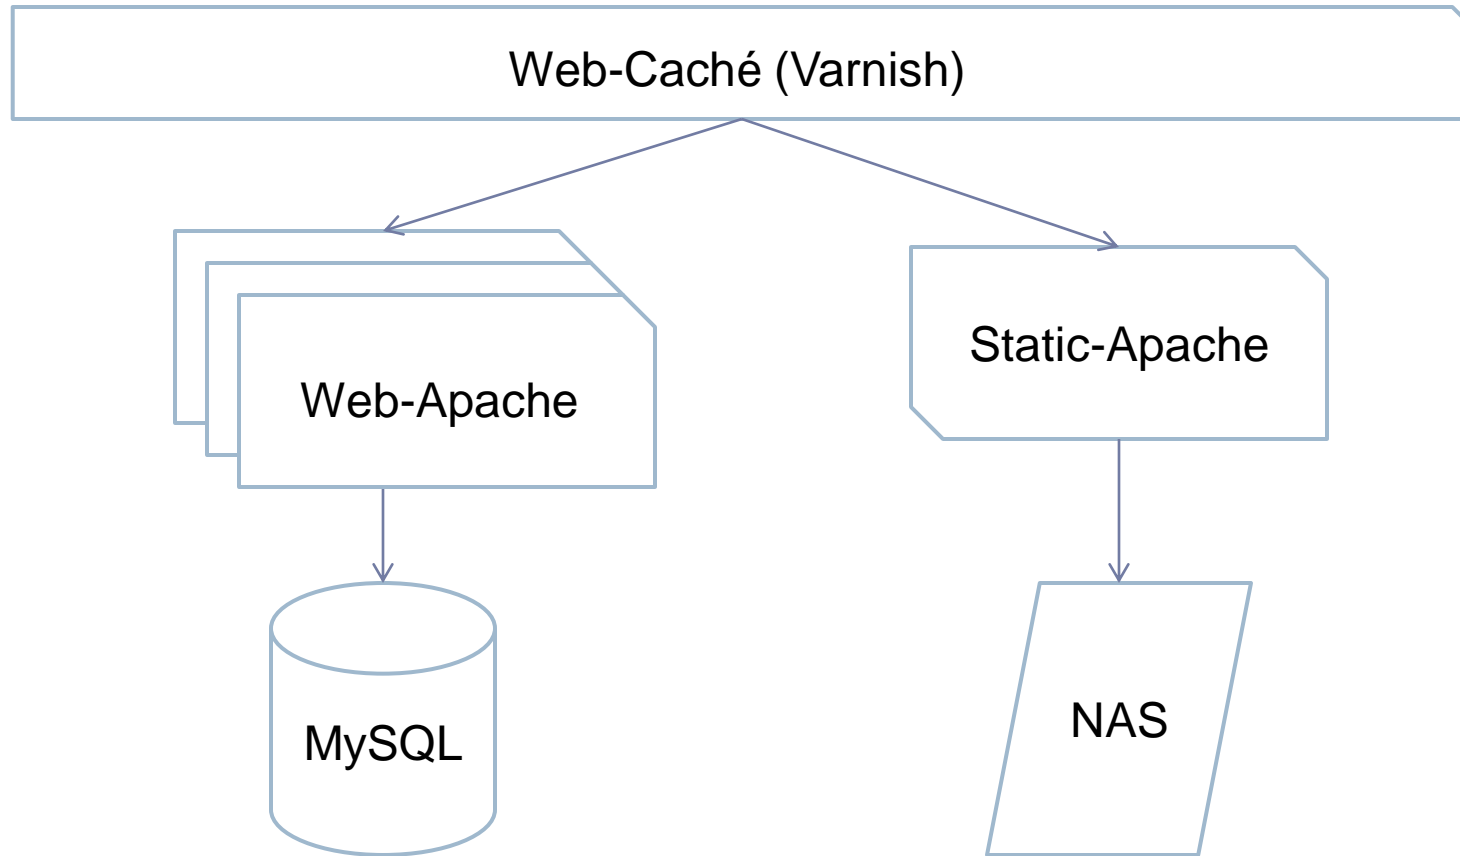 Web-Caché (Varnish)
Web-Apache
Static-Apache
MySQL
NAS